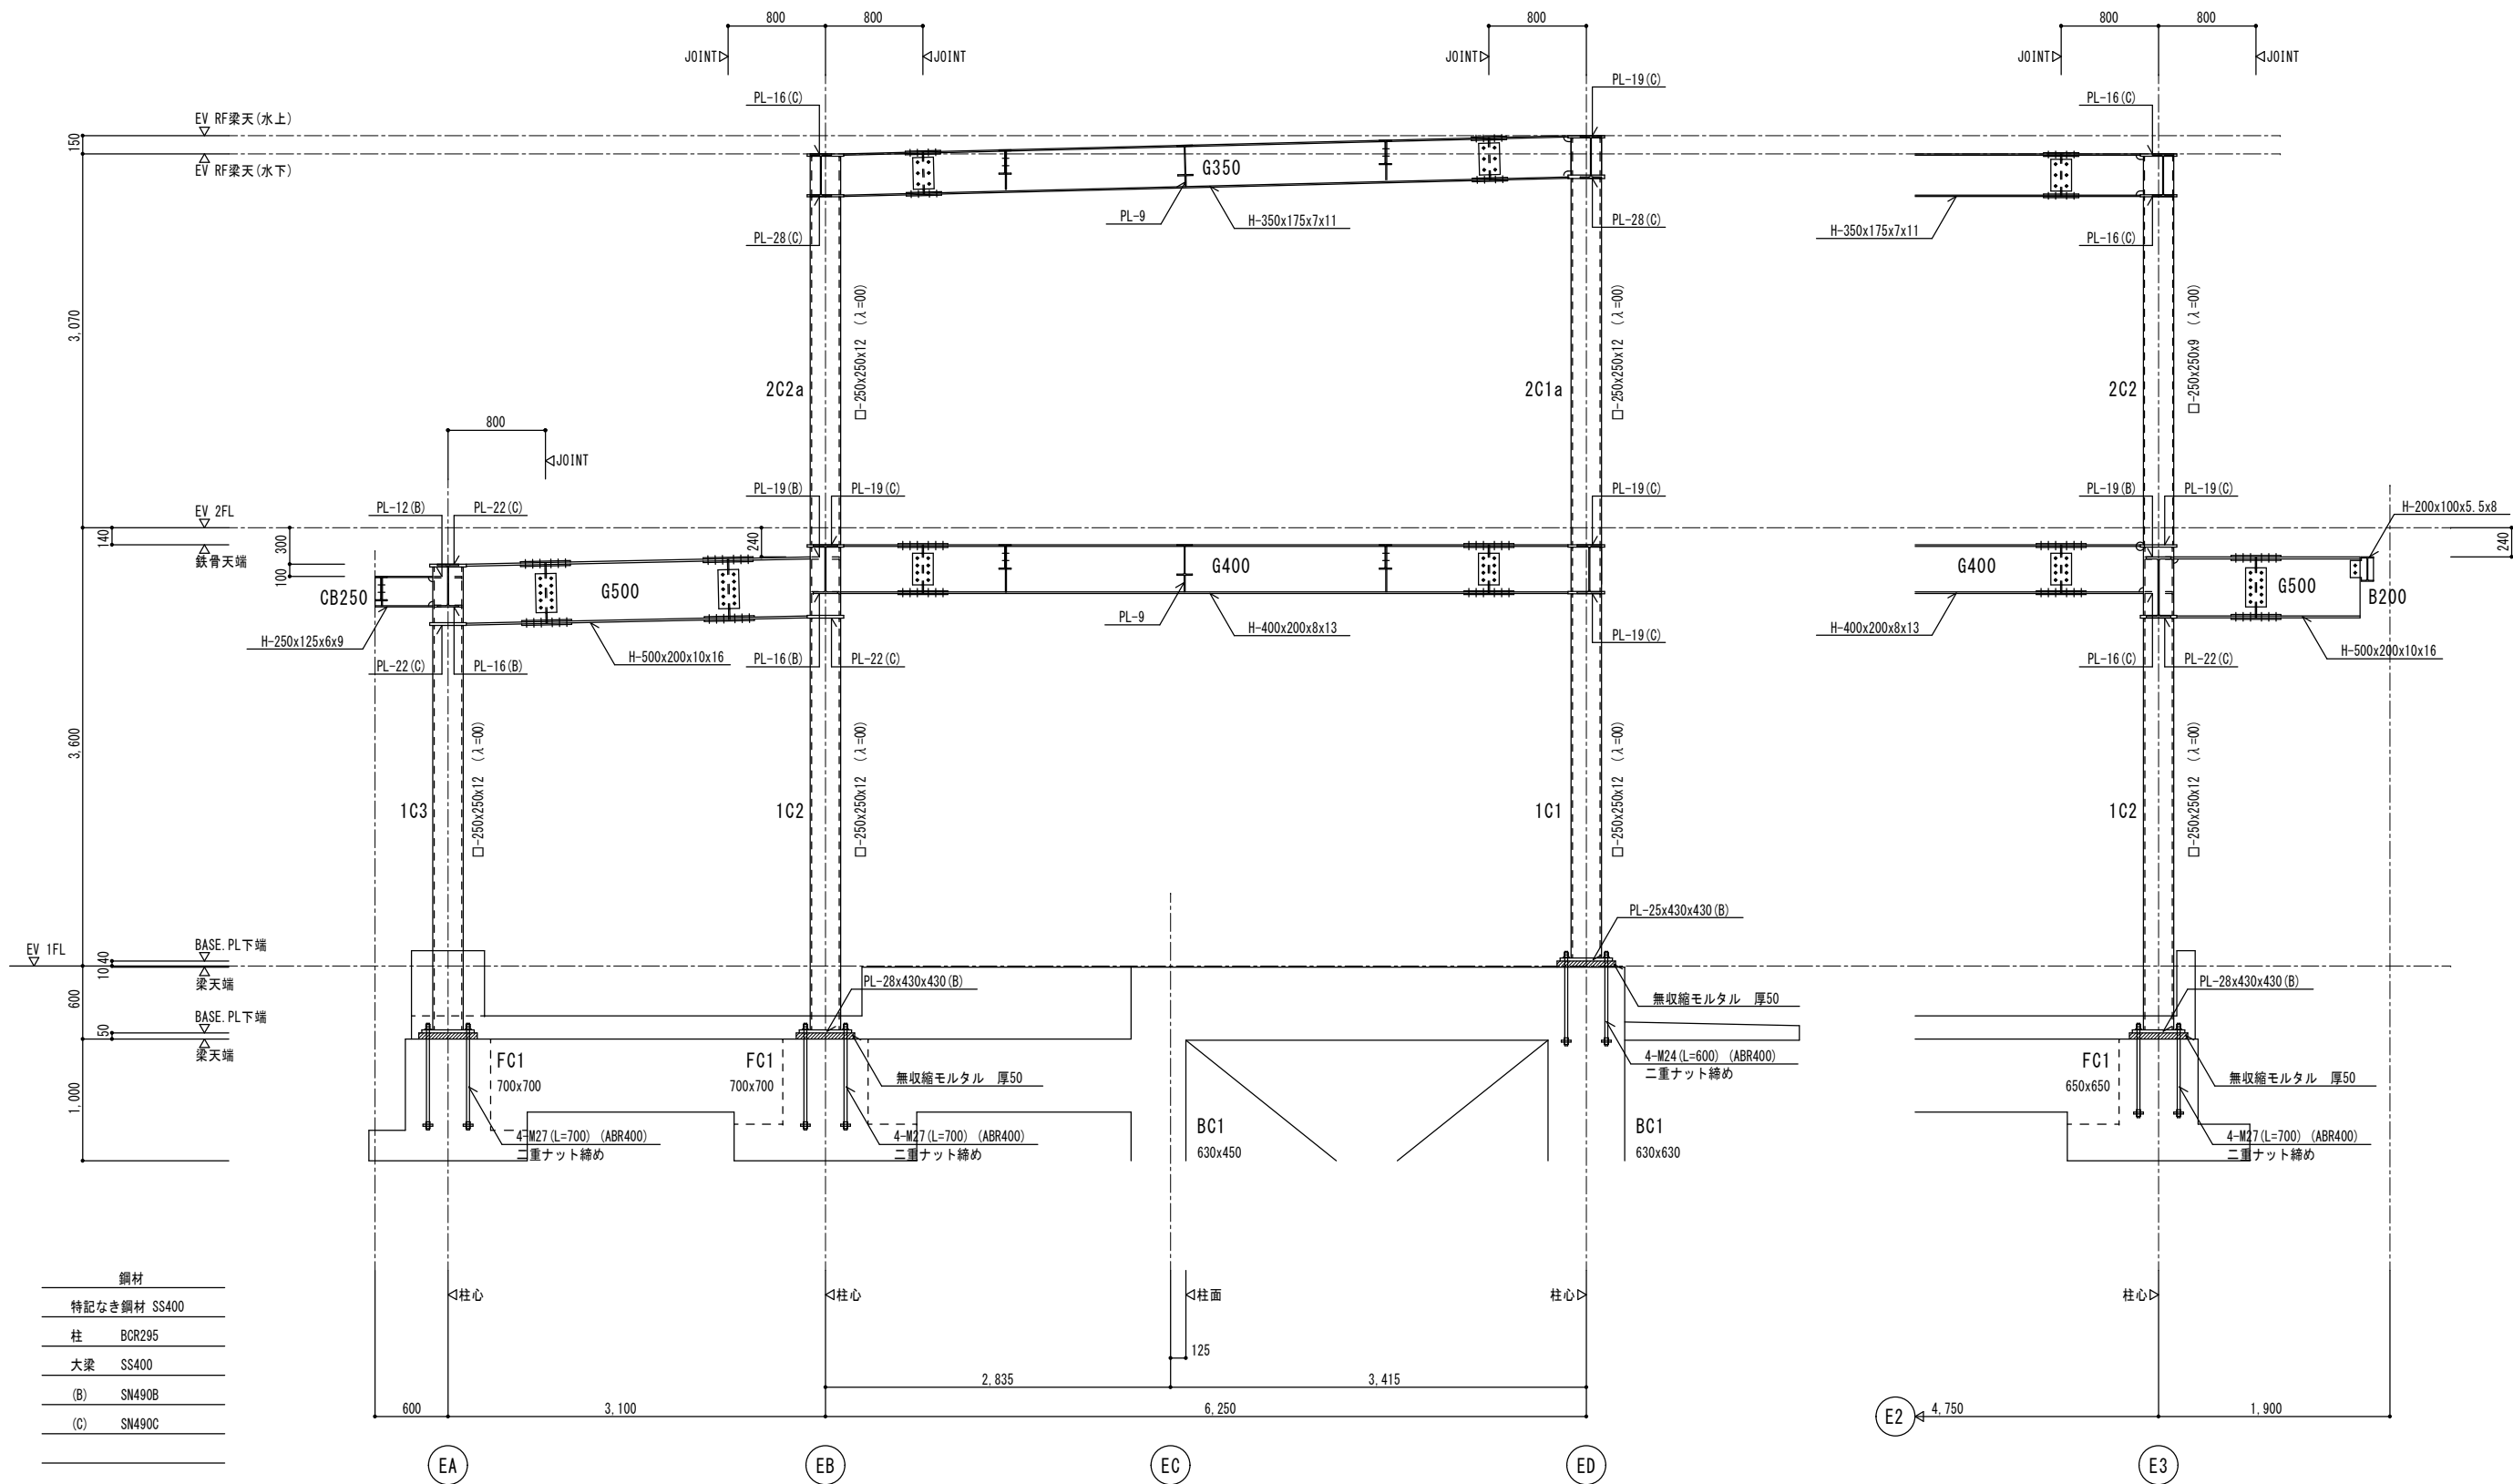 800
800
800
800
800
JOINT
JOINT
JOINT
JOINT
JOINT
PL-19(C)
PL-16(C)
PL-16(C)
EV RF梁天(水上)
150
EV RF梁天(水下)
G350
PL-9
H-350x175x7x11
PL-28(C)
PL-28(C)
H-350x175x7x11
PL-16(C)
3,070
2C2a
□-250x250x12 (λ=00)
2C1a
□-250x250x12 (λ=00)
2C2
□-250x250x9 (λ=00)
800
JOINT
PL-12(B)
PL-22(C)
PL-19(B)
PL-19(C)
PL-19(C)
PL-19(B)
PL-19(C)
H-200x100x5.5x8
EV 2FL
140
鉄骨天端
300
100
240
240
CB250
G500
G400
G400
G500
B200
H-250x125x6x9
PL-22(C)
PL-16(B)
H-500x200x10x16
PL-16(B)
PL-22(C)
PL-9
H-400x200x8x13
PL-19(C)
H-400x200x8x13
PL-16(C)
PL-22(C)
H-500x200x10x16
3,600
1C3
□-250x250x12 (λ=00)
1C2
□-250x250x12 (λ=00)
1C1
□-250x250x12 (λ=00)
1C2
□-250x250x12 (λ=00)
PL-25x430x430(B)
EV 1FL
BASE.PL下端
40
10
梁天端
600
BASE.PL下端
50
梁天端
PL-28x430x430(B)
PL-28x430x430(B)
無収縮モルタル 厚50
4-M24(L=600) (ABR400)
二重ナット締め
FC1
700x700
FC1
700x700
無収縮モルタル 厚50
FC1
650x650
無収縮モルタル 厚50
1,000
4-M27(L=700) (ABR400)
二重ナット締め
4-M27(L=700) (ABR400)
二重ナット締め
BC1
630x450
BC1
630x630
4-M27(L=700) (ABR400)
二重ナット締め
鋼材
特記なき鋼材 SS400
柱 BCR295
大梁 SS400
(B) SN490B
(C) SN490C
柱心
柱心
柱面
柱心
柱心
125
2,835
3,415
600
3,100
6,250
E2
4,750
1,900
EA
EB
EC
ED
E3